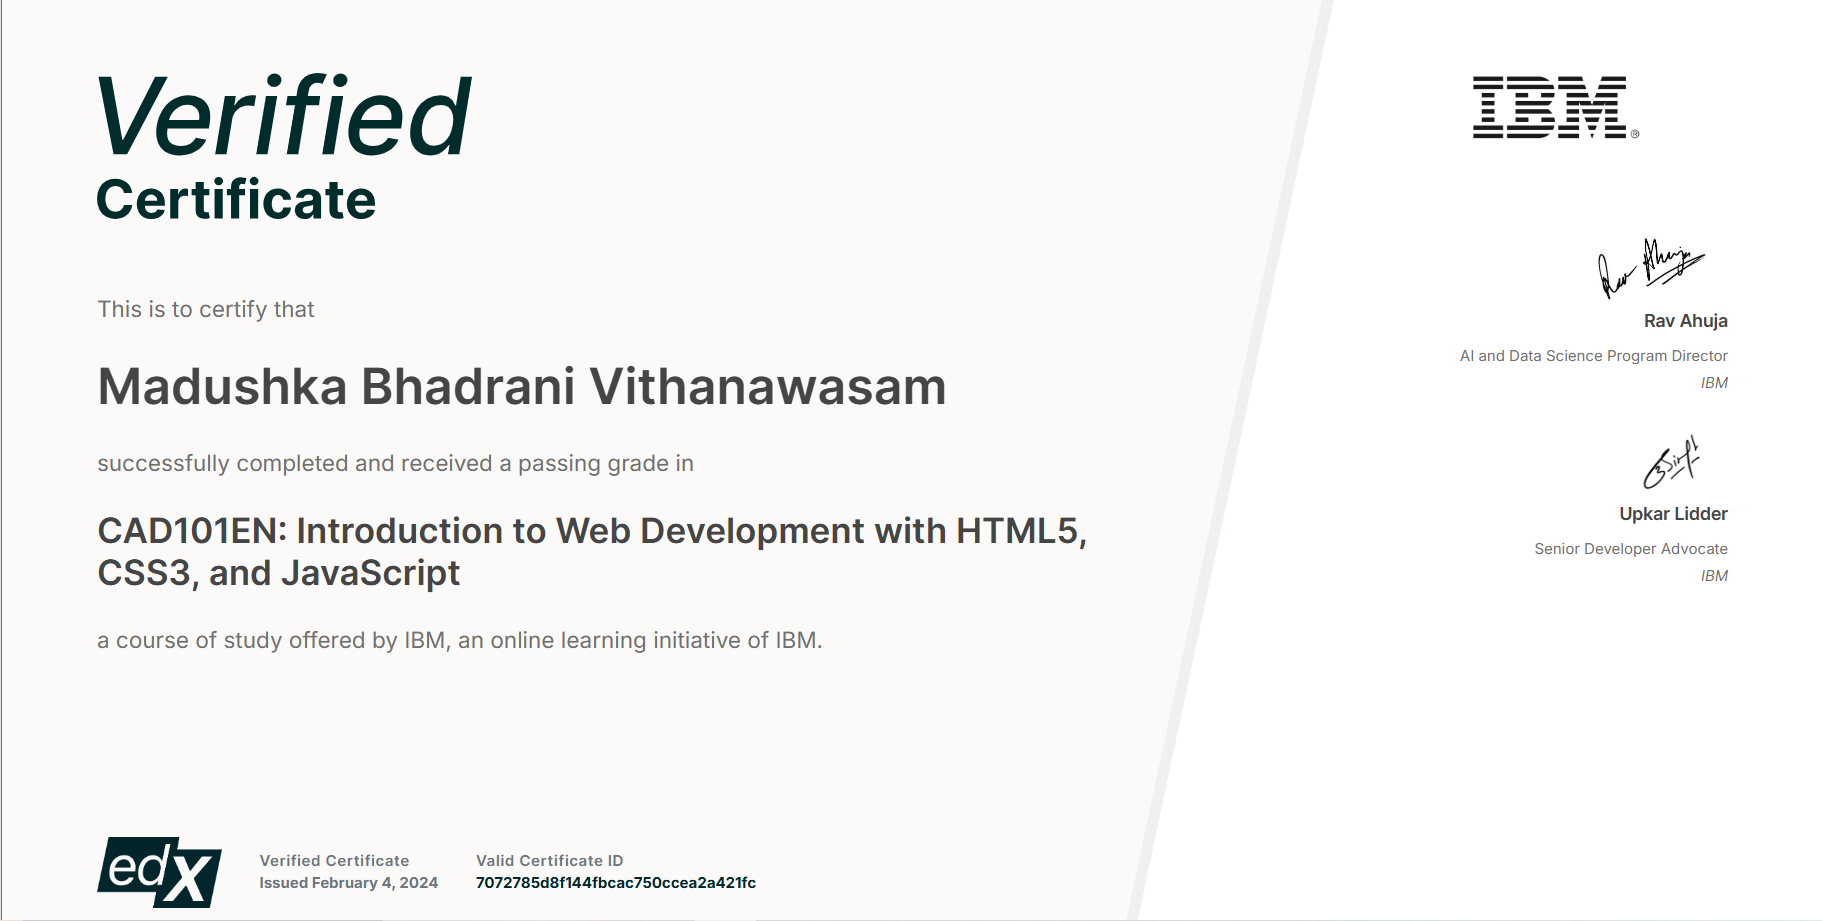 Verified
Certificate
This is to certify that
Madushka Bhadrani Vithanawasam
successfully completed and received a passing grade in
CAD101EN: Introduction to Web Development with HTML5,
CSS3, and JavaScript
a course of study offered by IBM, an online learning initiative of IBM.
edX
Verified Certificate
Issued February 4, 2024
Valid Certificate ID
7072785d8f144fbcac750ccea2a421fc
IBM®
Rav Ahuja
Rav Ahuja
AI and Data Science Program Director
IBM
Upkar Lidder
Senior Developer Advocate
IBM